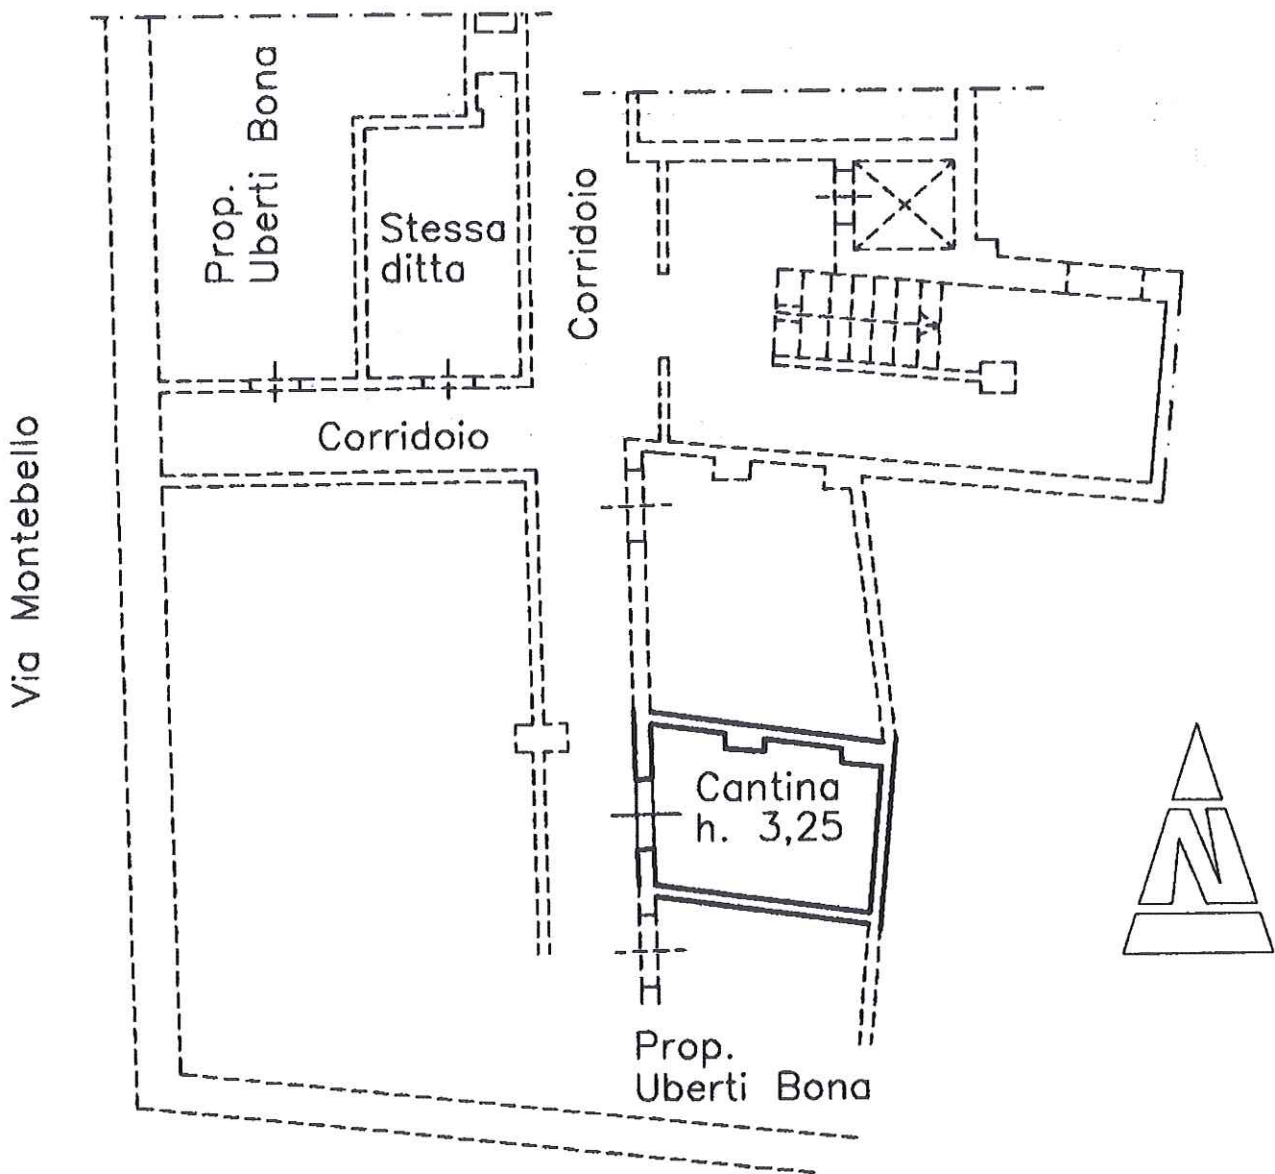 Prop.
Uberti Bona
Stessa
ditta
Corridoio
Corridoio
Via Montebello
Cantina
h. 3,25
N
Prop.
Uberti Bona